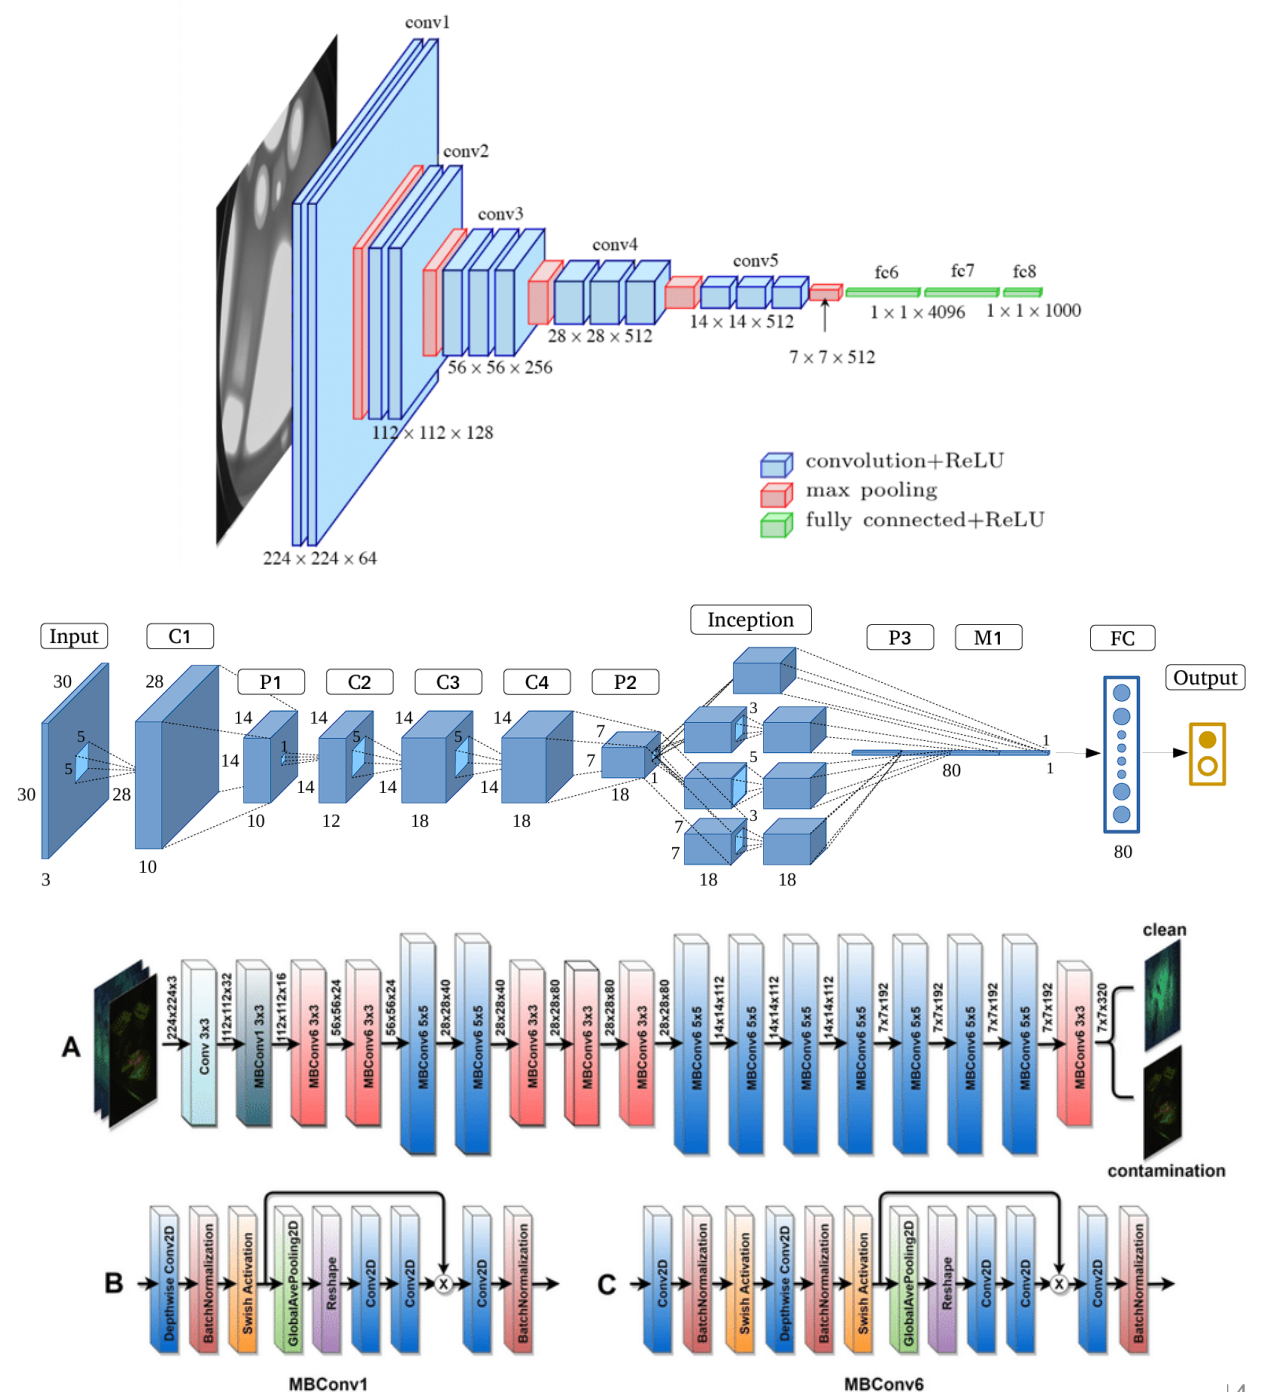 conv1
conv2
conv3
conv4
conv5
fc6
fc7
fc8
1 × 1 × 4096
1 × 1 × 1000
14 × 14 × 512
28 × 28 × 512
7 × 7 × 512
56 × 56 × 256
112 × 112 × 128
224 × 224 × 64
convolution+ReLU
max pooling
fully connected+ReLU
Input
C1
P1
C2
C3
C4
P2
Inception
P3
M1
FC
Output
30
5
5
30
3
28
28
10
14
14
10
1
14
14
12
5
14
14
18
5
14
14
18
7
7
18
1
3
5
3
7
7
18
18
80
1
1
80
A
224x224x3
Conv 3x3
112x112x32
MBConv1 3x3
112x112x16
MBConv6 3x3
56x56x24
MBConv6 3x3
56x56x24
MBConv6 5x5
28x28x40
MBConv6 5x5
28x28x40
MBConv6 3x3
28x28x80
MBConv6 3x3
28x28x80
MBConv6 3x3
28x28x80
MBConv6 5x5
14x14x112
MBConv6 5x5
14x14x112
MBConv6 5x5
14x14x112
MBConv6 5x5
7x7x192
MBConv6 5x5
7x7x192
MBConv6 5x5
7x7x192
MBConv6 5x5
7x7x192
MBConv6 3x3
7x7x320
clean
contamination
B
Depthwise Conv2D
BatchNormalization
Swish Activation
GlobalAvePooling2D
Reshape
Conv2D
Conv2D
X
Conv2D
BatchNormalization
MBConv1
C
Conv2D
BatchNormalization
Swish Activation
Depthwise Conv2D
BatchNormalization
Swish Activation
GlobalAvePooling2D
Reshape
Conv2D
Conv2D
X
Conv2D
BatchNormalization
MBConv6